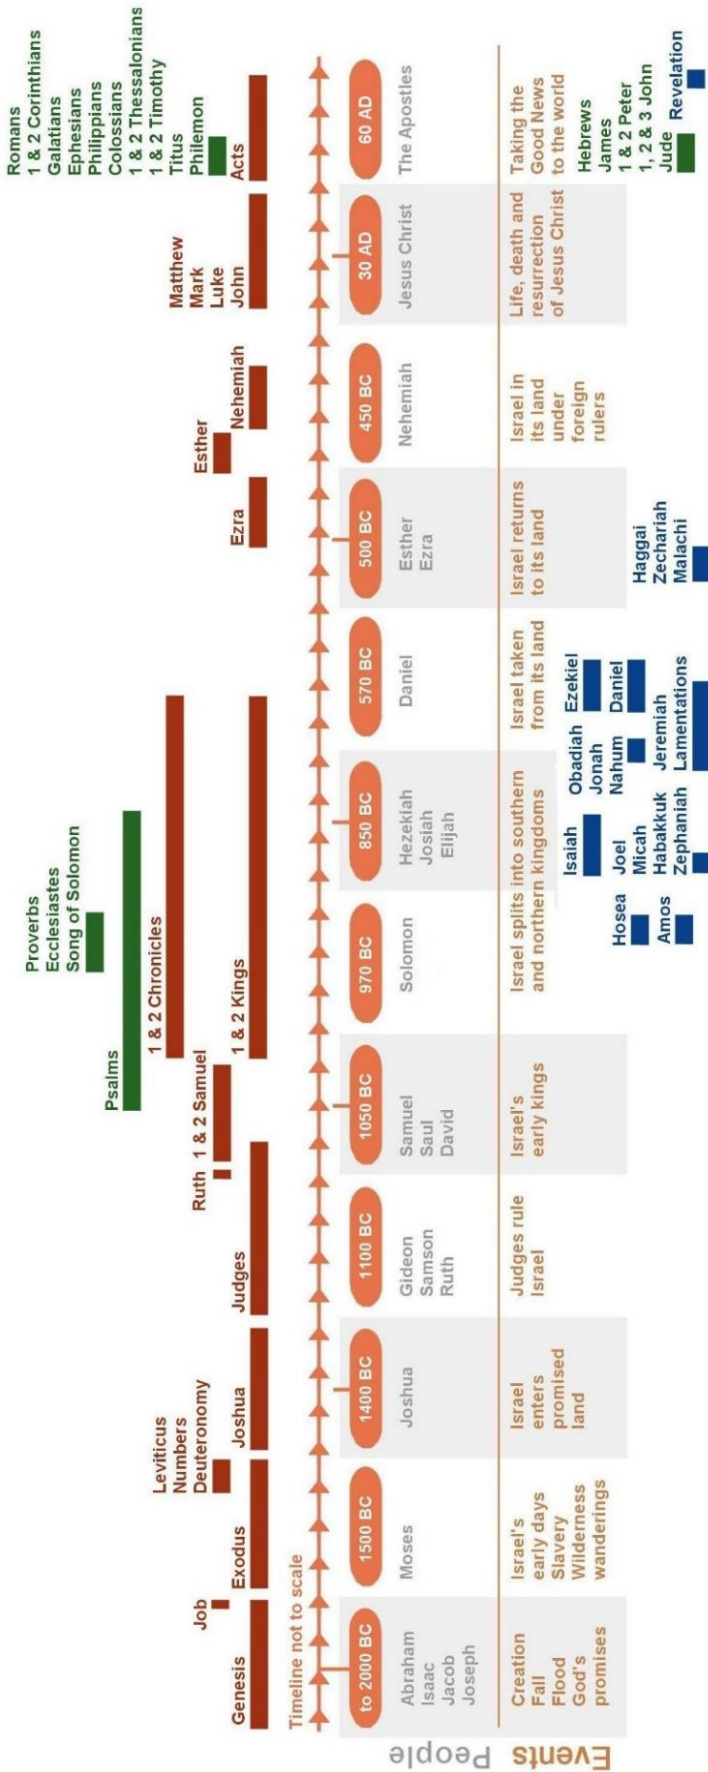 Romans
1 & 2 Corinthians
Galatians
Ephesians
Philippians
Colossians
1 & 2 Thessalonians
1 & 2 Timothy
Titus
Philemon
Proverbs
Ecclesiastes
Song of Solomon
Psalms
Matthew
Mark
Luke
John
1 & 2 Chronicles
Leviticus
Numbers
Deuteronomy
Job
Ruth
1 & 2 Samuel
Esther
Genesis
Exodus
Joshua
Judges
1 & 2 Kings
Ezra
Nehemiah
Acts
Timeline not to scale
to 2000 BC
1500 BC
1400 BC
1100 BC
1050 BC
970 BC
850 BC
570 BC
500 BC
450 BC
30 AD
60 AD
People
Abraham
Isaac
Jacob
Joseph
Moses
Joshua
Gideon
Samson
Ruth
Samuel
Saul
David
Solomon
Hezekiah
Josiah
Elijah
Daniel
Esther
Ezra
Nehemiah
Jesus Christ
The Apostles
Events
Creation
Fall
Flood
God's
promises
Israel's
early days
Slavery
Wilderness
wanderings
Israel
enters
promised
land
Judges rule
Israel
Israel's
early kings
Israel splits into southern
and northern kingdoms
Israel taken
from its land
Israel returns
to its land
Israel in
its land
under
foreign
rulers
Life, death and
resurrection
of Jesus Christ
Taking the
Good News
to the world
Hosea
Amos
Isaiah
Joel
Micah
Habakkuk
Zephaniah
Obadiah
Jonah
Nahum
Jeremiah
Lamentations
Ezekiel
Daniel
Haggai
Zechariah
Malachi
Hebrews
James
1 & 2 Peter
1, 2 & 3 John
Jude
Revelation